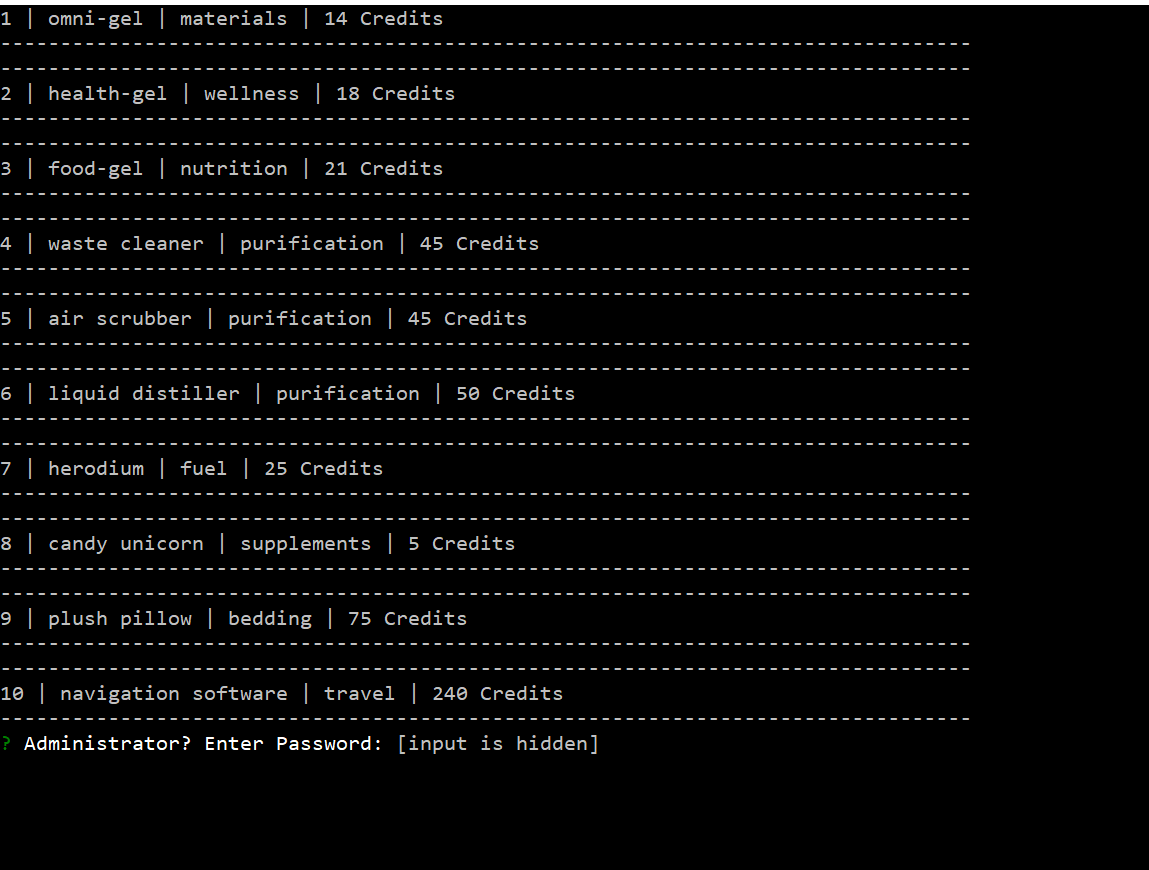 1 | omni-gel | materials | 14 Credits
---------------------------------------------------------------------------------
---------------------------------------------------------------------------------
2 | health-gel | wellness | 18 Credits
---------------------------------------------------------------------------------
---------------------------------------------------------------------------------
3 | food-gel | nutrition | 21 Credits
---------------------------------------------------------------------------------
---------------------------------------------------------------------------------
4 | waste cleaner | purification | 45 Credits
---------------------------------------------------------------------------------
---------------------------------------------------------------------------------
5 | air scrubber | purification | 45 Credits
---------------------------------------------------------------------------------
---------------------------------------------------------------------------------
6 | liquid distiller | purification | 50 Credits
---------------------------------------------------------------------------------
---------------------------------------------------------------------------------
7 | herodium | fuel | 25 Credits
---------------------------------------------------------------------------------
---------------------------------------------------------------------------------
8 | candy unicorn | supplements | 5 Credits
---------------------------------------------------------------------------------
---------------------------------------------------------------------------------
9 | plush pillow | bedding | 75 Credits
---------------------------------------------------------------------------------
---------------------------------------------------------------------------------
10 | navigation software | travel | 240 Credits
---------------------------------------------------------------------------------
? Administrator? Enter Password: [input is hidden]